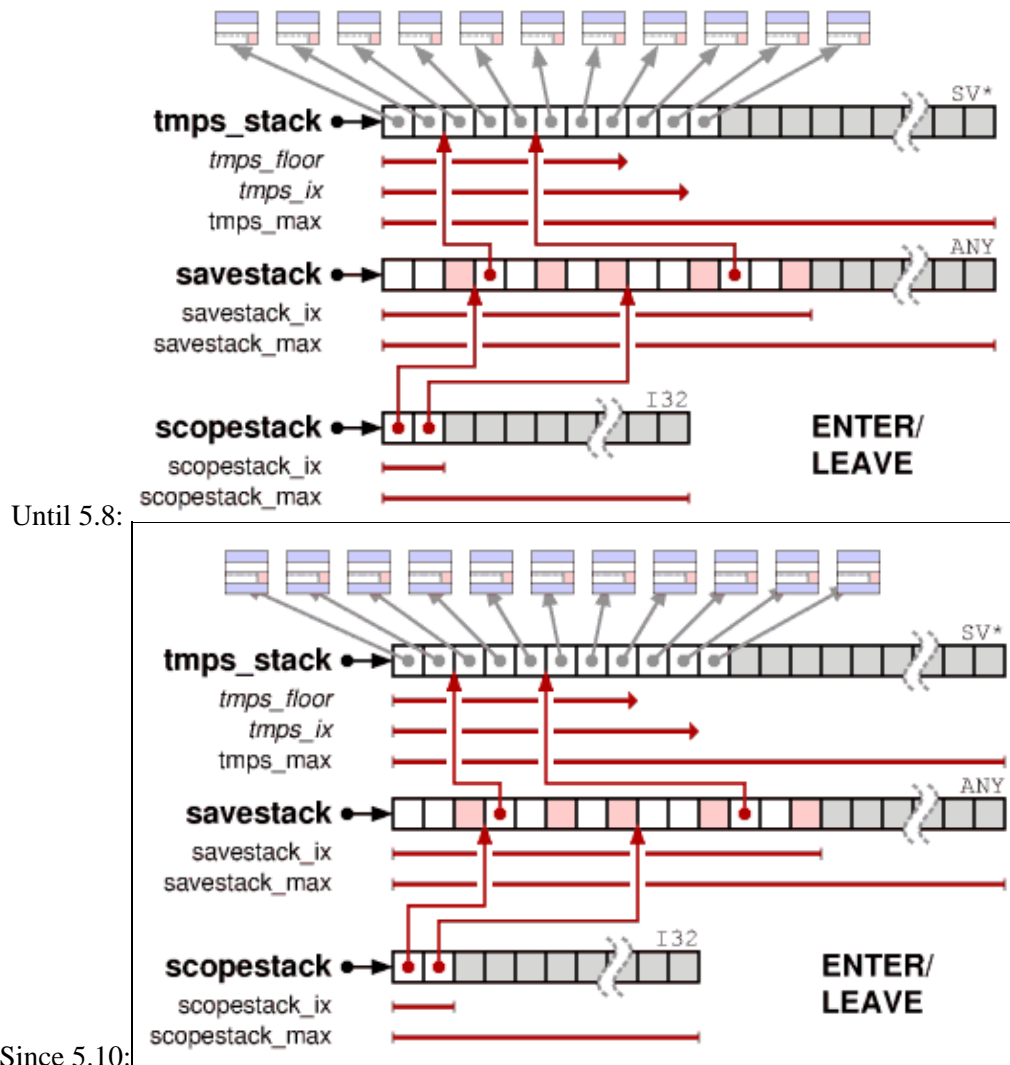 SV*
tmps_stack
tmps_floor
tmps_ix
tmps_max
ANY
savestack
savestack_ix
savestack_max
I32
scopestack
ENTER/
LEAVE
scopestack_ix
scopestack_max
Until 5.8:
SV*
tmps_stack
tmps_floor
tmps_ix
tmps_max
ANY
savestack
savestack_ix
savestack_max
I32
scopestack
ENTER/
LEAVE
scopestack_ix
scopestack_max
Since 5.10: